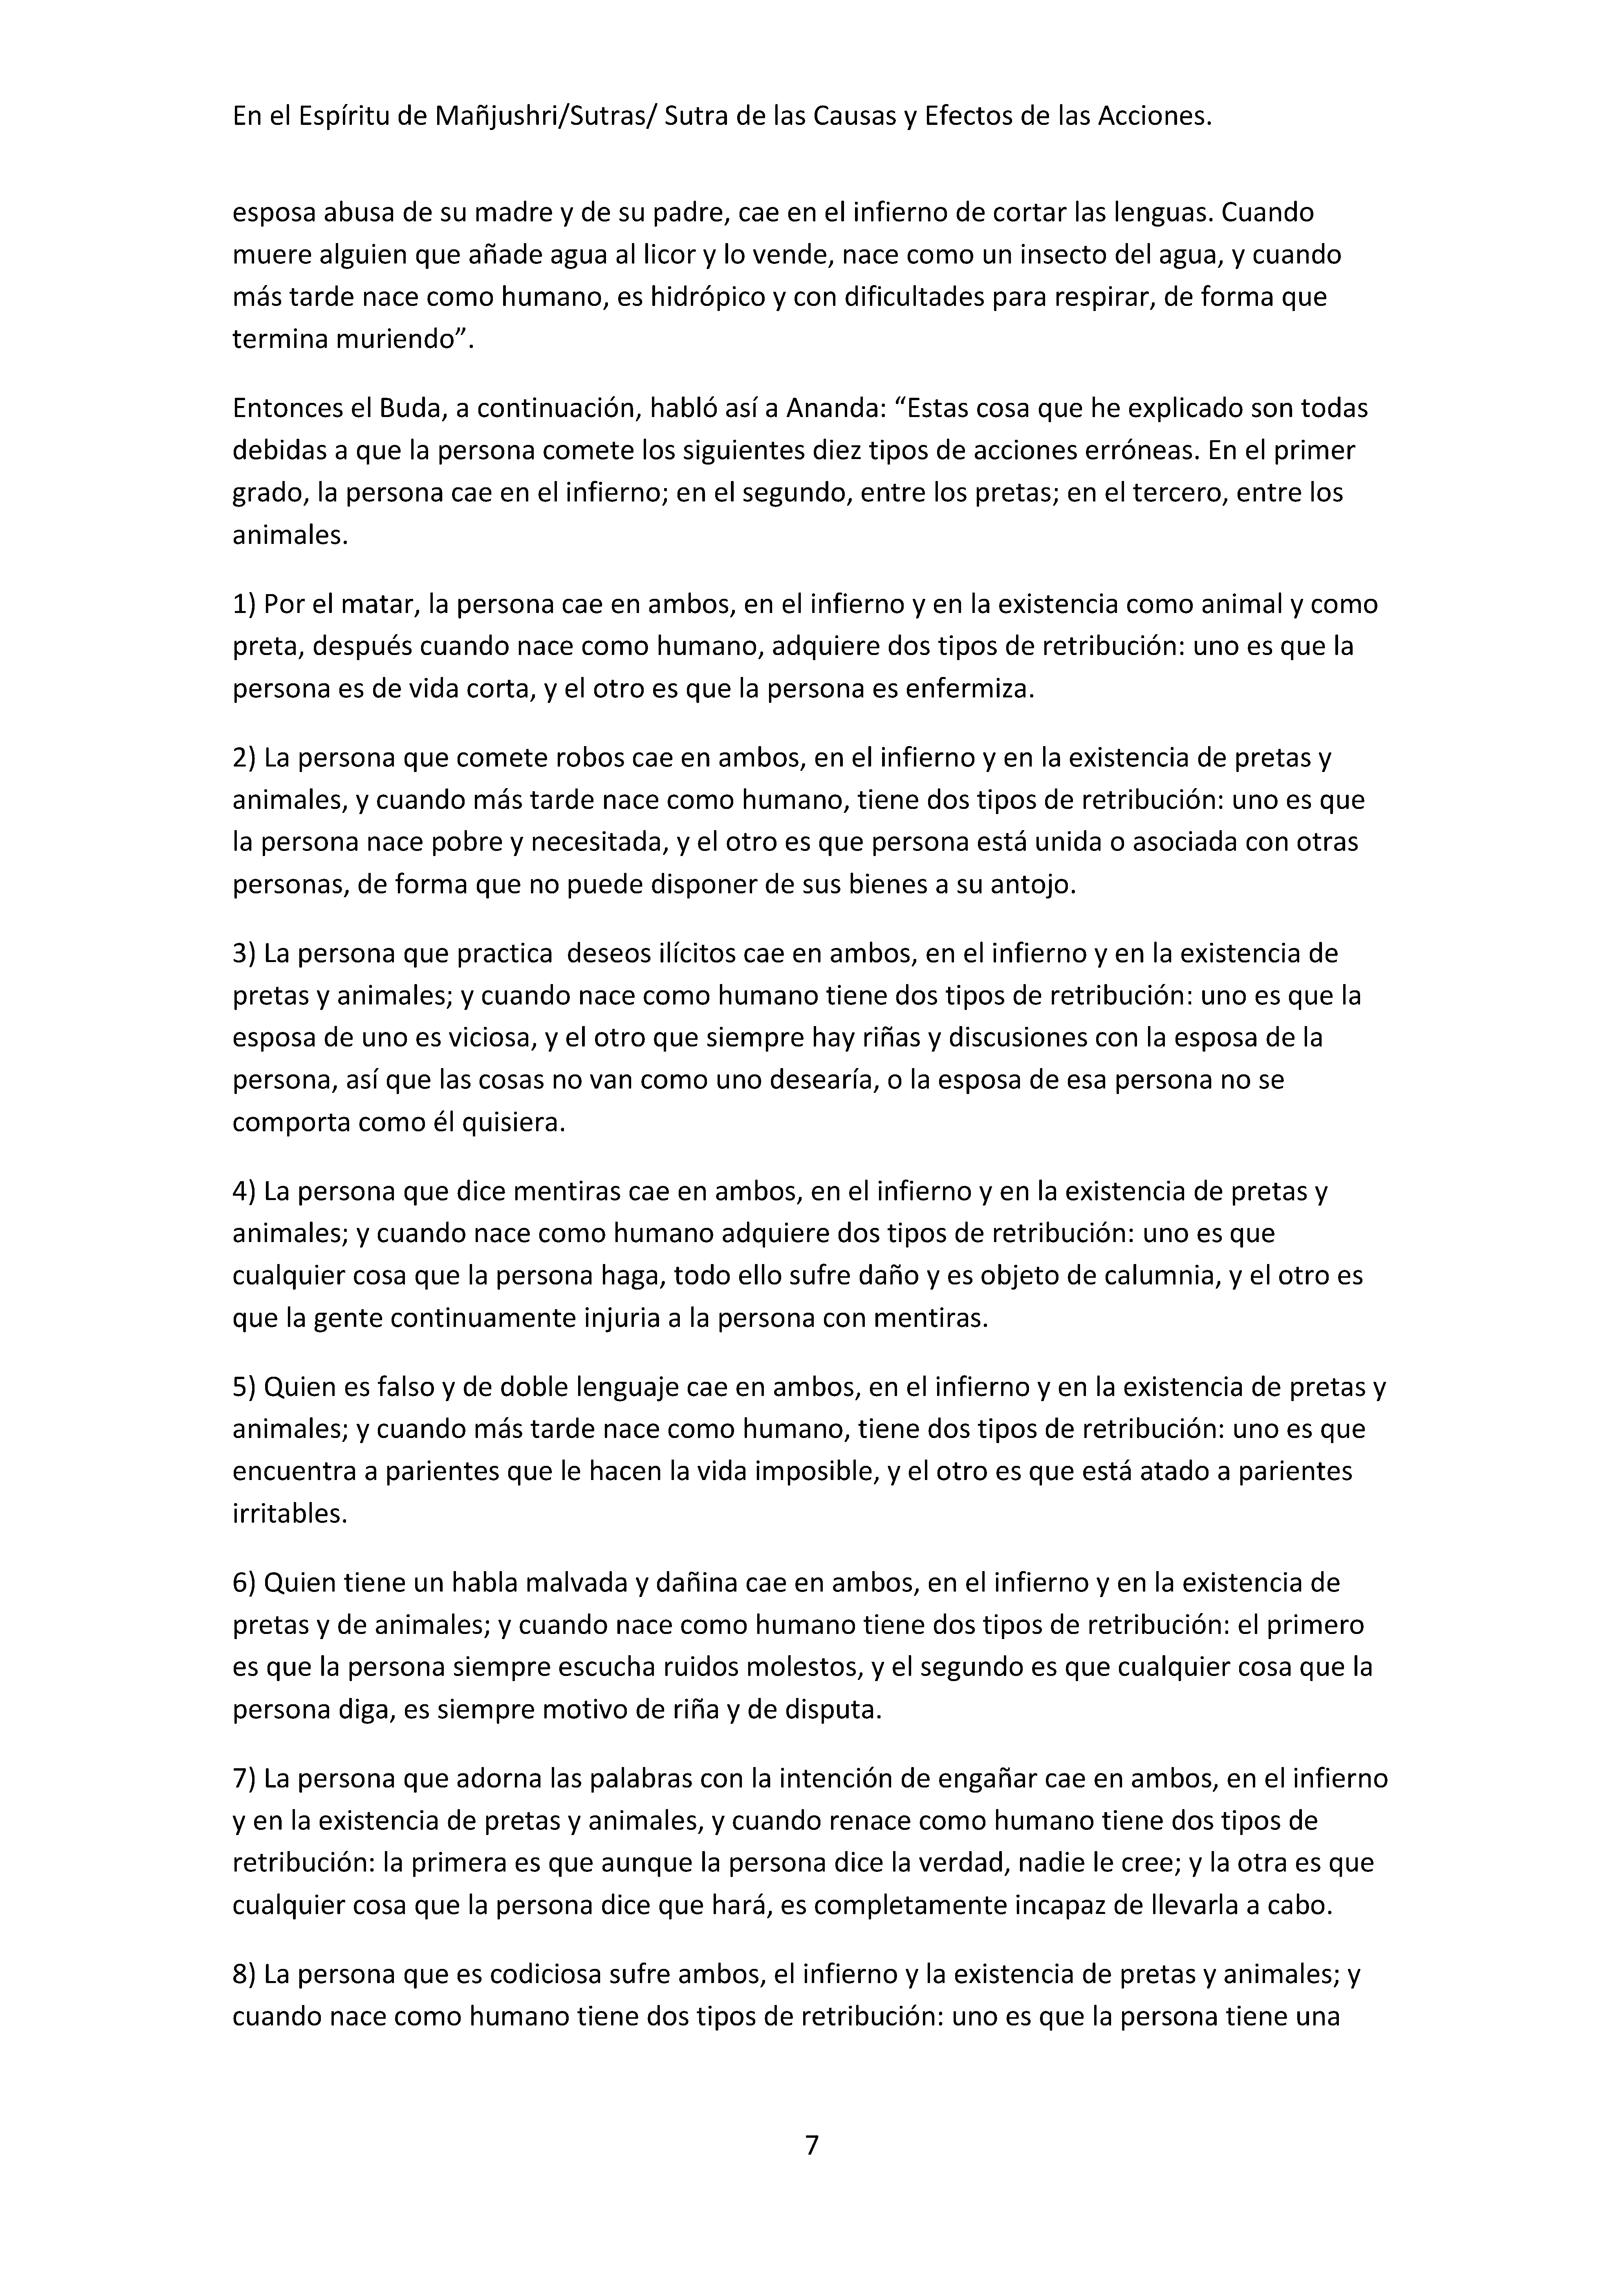 En el Espíritu de Mañjushri/Sutras/ Sutra de las Causas y Efectos de las Acciones.
esposa abusa de su madre y de su padre, cae en el infierno de cortar las lenguas. Cuando
muere alguien que añade agua al licor y lo vende, nace como un insecto del agua, y cuando
más tarde nace como humano, es hidrópico y con dificultades para respirar, de forma que
termina muriendo”.
Entonces el Buda, a continuación, habló así a Ananda: “Estas cosa que he explicado son todas
debidas a que la persona comete los siguientes diez tipos de acciones erróneas. En el primer
grado, la persona cae en el infierno; en el segundo, entre los pretas; en el tercero, entre los
animales.
1) Por el matar, la persona cae en ambos, en el infierno y en la existencia como animal y como
preta, después cuando nace como humano, adquiere dos tipos de retribución: uno es que la
persona es de vida corta, y el otro es que la persona es enfermiza.
2) La persona que comete robos cae en ambos, en el infierno y en la existencia de pretas y
animales, y cuando más tarde nace como humano, tiene dos tipos de retribución: uno es que
la persona nace pobre y necesitada, y el otro es que persona está unida o asociada con otras
personas, de forma que no puede disponer de sus bienes a su antojo.
3) La persona que practica  deseos ilícitos cae en ambos, en el infierno y en la existencia de
pretas y animales; y cuando nace como humano tiene dos tipos de retribución: uno es que la
esposa de uno es viciosa, y el otro que siempre hay riñas y discusiones con la esposa de la
persona, así que las cosas no van como uno desearía, o la esposa de esa persona no se
comporta como él quisiera.
4) La persona que dice mentiras cae en ambos, en el infierno y en la existencia de pretas y
animales; y cuando nace como humano adquiere dos tipos de retribución: uno es que
cualquier cosa que la persona haga, todo ello sufre daño y es objeto de calumnia, y el otro es
que la gente continuamente injuria a la persona con mentiras.
5) Quien es falso y de doble lenguaje cae en ambos, en el infierno y en la existencia de pretas y
animales; y cuando más tarde nace como humano, tiene dos tipos de retribución: uno es que
encuentra a parientes que le hacen la vida imposible, y el otro es que está atado a parientes
irritables.
6) Quien tiene un habla malvada y dañina cae en ambos, en el infierno y en la existencia de
pretas y de animales; y cuando nace como humano tiene dos tipos de retribución: el primero
es que la persona siempre escucha ruidos molestos, y el segundo es que cualquier cosa que la
persona diga, es siempre motivo de riña y de disputa.
7) La persona que adorna las palabras con la intención de engañar cae en ambos, en el infierno
y en la existencia de pretas y animales, y cuando renace como humano tiene dos tipos de
retribución: la primera es que aunque la persona dice la verdad, nadie le cree; y la otra es que
cualquier cosa que la persona dice que hará, es completamente incapaz de llevarla a cabo.
8) La persona que es codiciosa sufre ambos, el infierno y la existencia de pretas y animales; y
cuando nace como humano tiene dos tipos de retribución: uno es que la persona tiene una
7